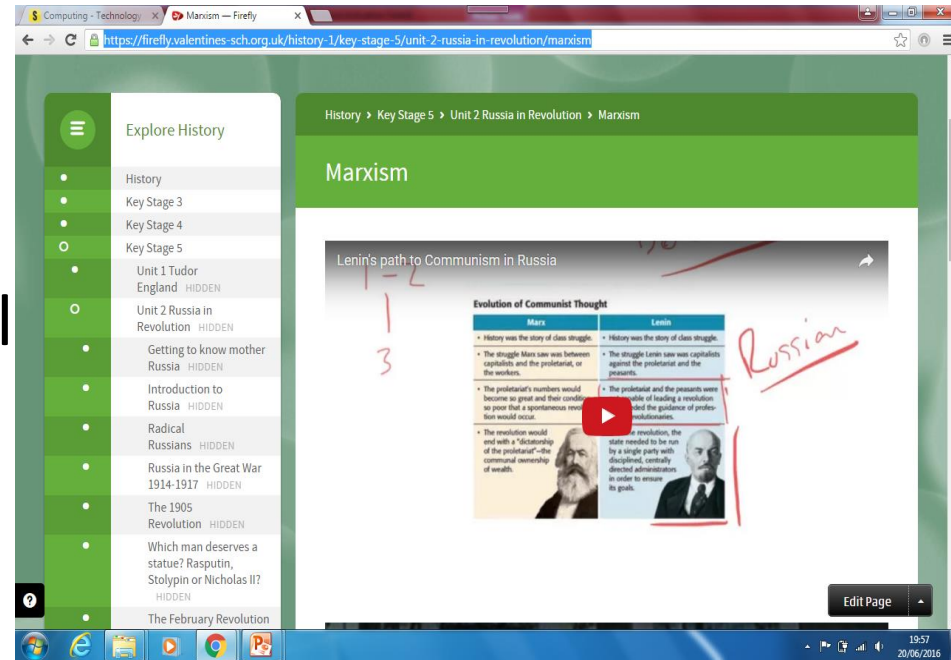 Computing - Technology
Marxism — Firefly
https://firefly.valentines-sch.org.uk/history-1/key-stage-5/unit-2-russia-in-revolution/marxism
Explore History
History
Key Stage 3
Key Stage 4
Key Stage 5
Unit 1 Tudor
England HIDDEN
Unit 2 Russia in
Revolution HIDDEN
Getting to know mother
Russia HIDDEN
Introduction to
Russia HIDDEN
Radical
Russians HIDDEN
Russia in the Great War
1914-1917 HIDDEN
The 1905
Revolution HIDDEN
Which man deserves a
statue? Rasputin,
Stolypin or Nicholas II?
HIDDEN
The February Revolution
History > Key Stage 5 > Unit 2 Russia in Revolution > Marxism
Marxism
Lenin's path to Communism in Russia
1 - 2
3
Evolution of Communist Thought
Marx
• History was the story of class struggle.
• The struggle Marx saw was between
capitalists and the proletariat, or
the workers.
• The proletariat's numbers would
become so great and their condition
so poor that a spontaneous
tion would occur.
• The revolution would
end with a "dictatorship
of the proletariat"–the
communal ownership
of wealth.
Lenin
• History was the story of class struggle.
• The struggle Lenin saw was capitalists
against the proletariat and the
peasants.
• The proletariat and the peasants were
of leading a revolution
the guidance of profes-
revolution, the
state needed to be run
by a single party with
disciplined, centrally
directed administrators
in order to ensure
its goals.
Russian
Edit Page
19:57
20/06/2016